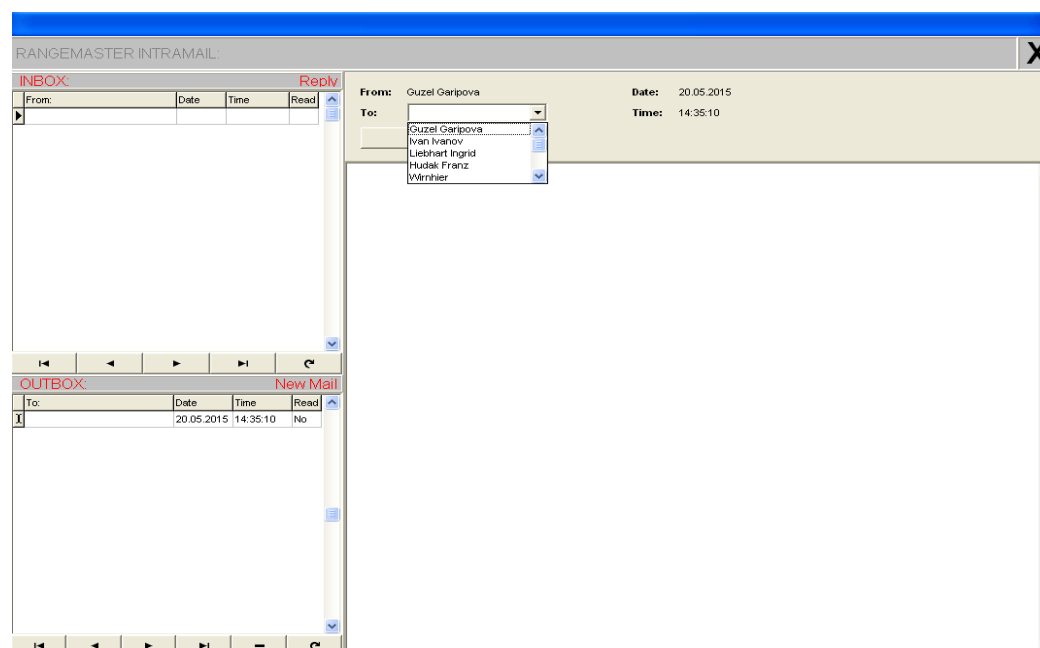 RANGEMASTER INTRAMAIL:
X
INBOX: Reply
From: Date Time Read
From: Guzel Garipova Date: 20.05.2015
To: Time: 14:35:10
Guzel Garipova
Ivan Ivanov
Liebhart Ingrid
Hudak Franz
Wirnhier
OUTBOX: New Mail
To: Date Time Read
20.05.2015 14:35:10 No